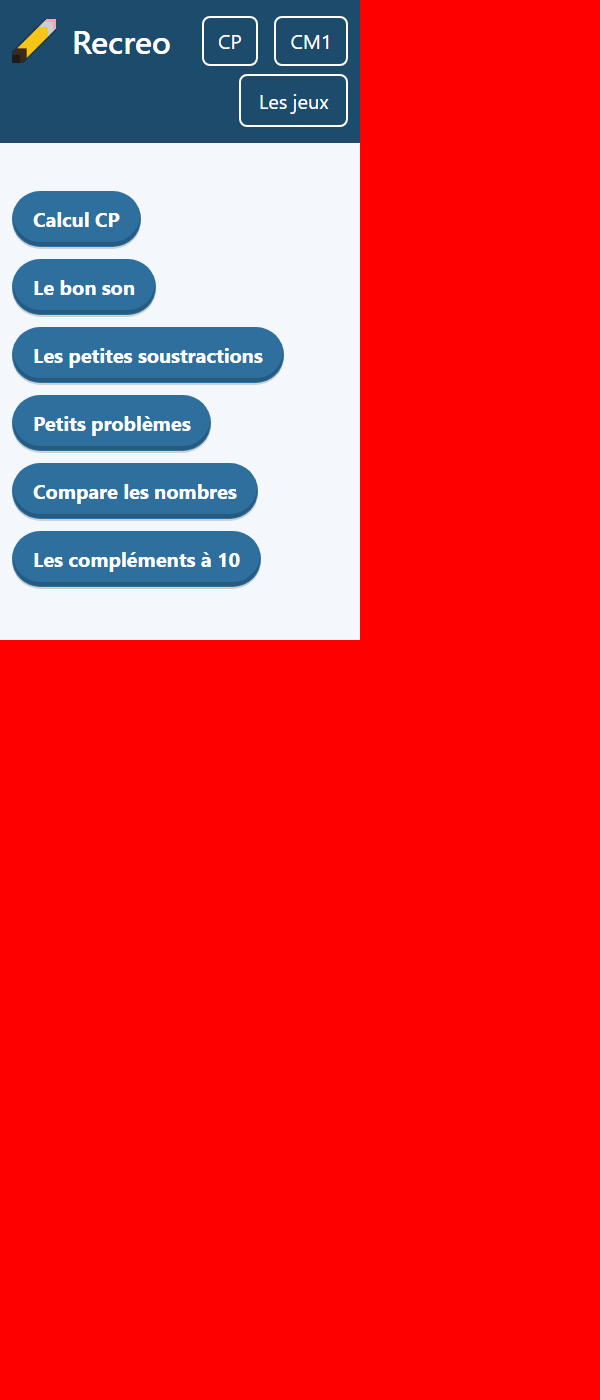 Recreo
CP
CM1
Les jeux
Calcul CP
Le bon son
Les petites soustractions
Petits problèmes
Compare les nombres
Les compléments à 10